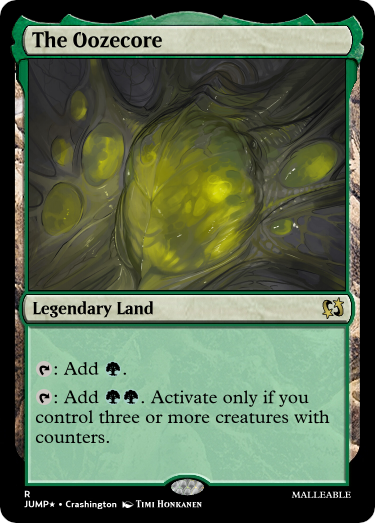 The Oozecore
Legendary Land
: Add .
: Add . Activate only if you
control three or more creatures with
counters.
R
JUMP★ • Crashington Timi Honkanen
MALLEABLE